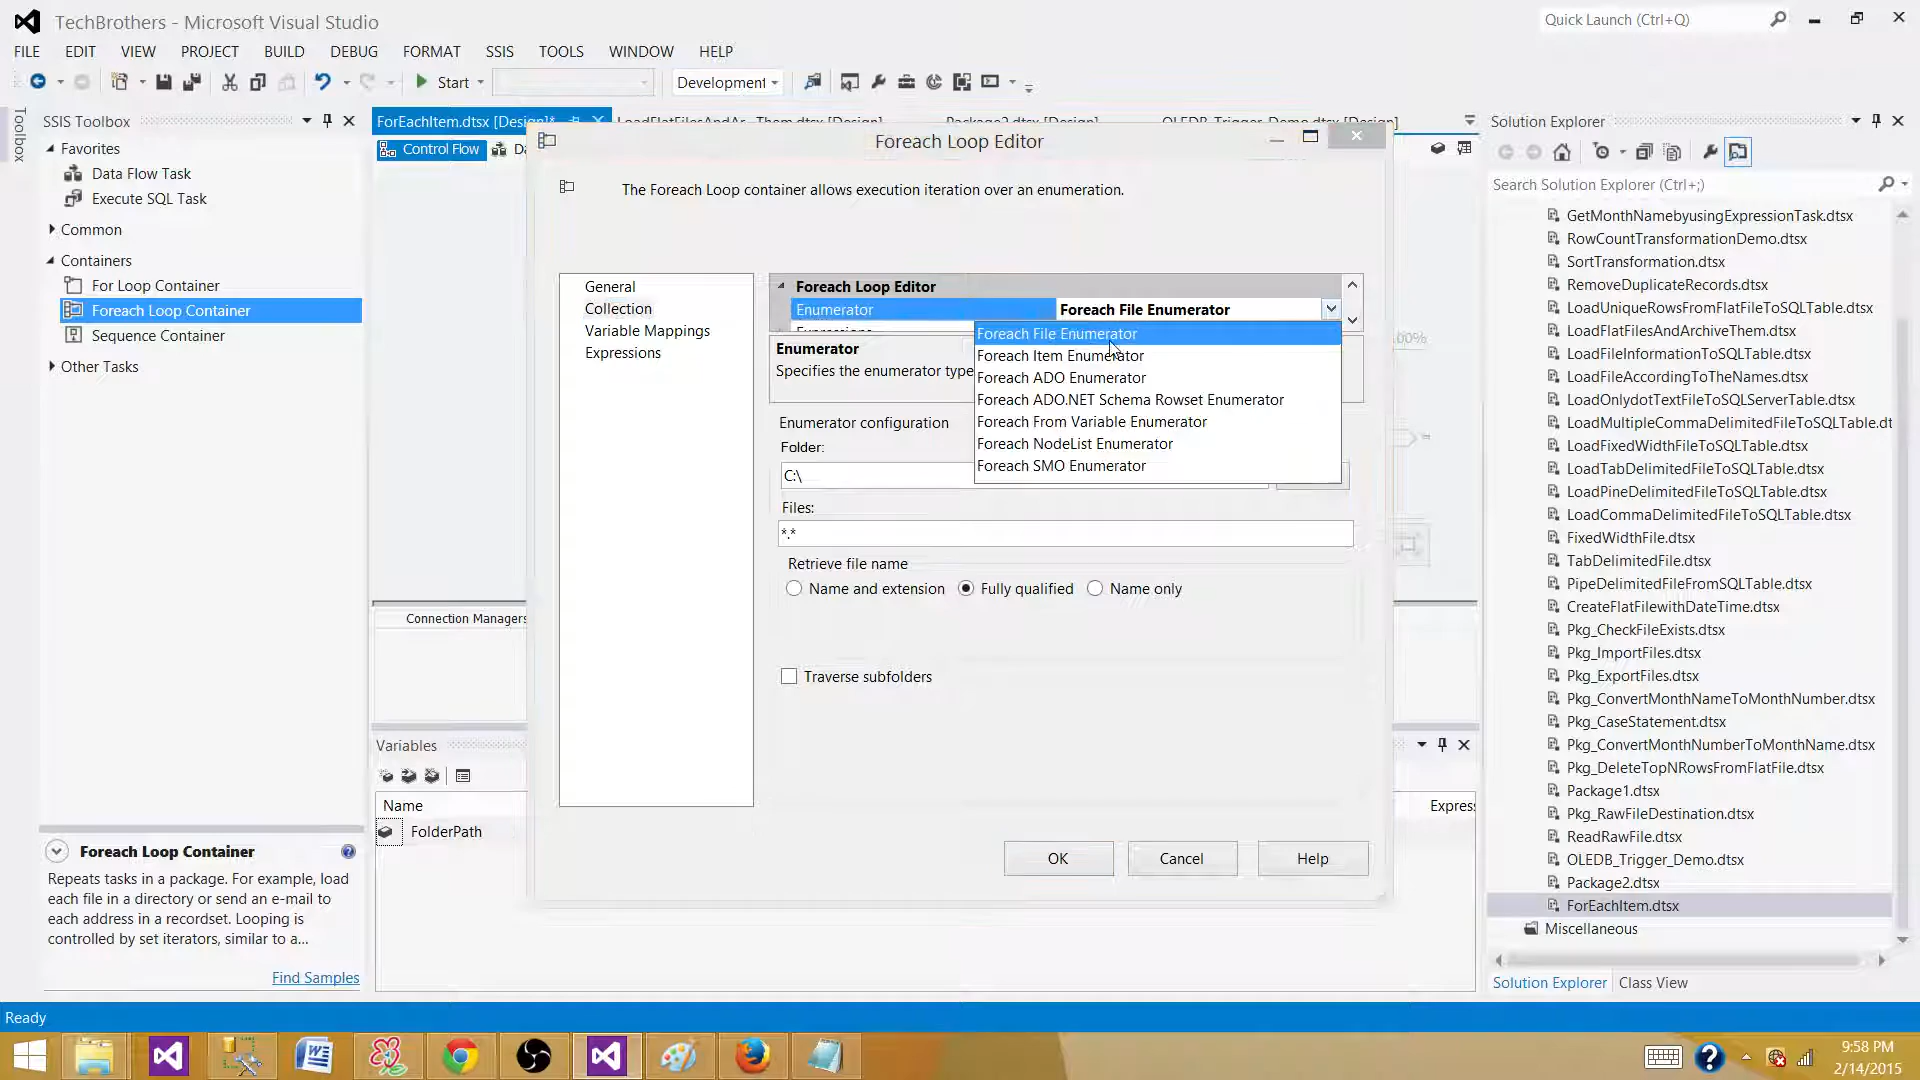 TechBrothers - Microsoft Visual Studio
Quick Launch (Ctrl+Q)
FILE EDIT VIEW PROJECT BUILD DEBUG FORMAT SSIS TOOLS WINDOW HELP
Start
Development
Toolbox
SSIS Toolbox
Favorites
Data Flow Task
Execute SQL Task
Common
Containers
For Loop Container
Foreach Loop Container
Sequence Container
Other Tasks
Foreach Loop Container
Repeats tasks in a package. For example, load
each file in a directory or send an e-mail to
each address in a recordset. Looping is
controlled by set iterators, similar to a...
Find Samples
ForEachItem.dtsx [Design]*
Package2.dtsx [Design]
OLEDB_Trigger_Demo.dtsx [Design]
Control Flow
Da
Foreach Loop Editor
The Foreach Loop container allows execution iteration over an enumeration.
General
Collection
Variable Mappings
Expressions
Foreach Loop Editor
Enumerator
Foreach File Enumerator
Expressions
Foreach File Enumerator
Foreach Item Enumerator
Foreach ADO Enumerator
Foreach ADO.NET Schema Rowset Enumerator
Foreach From Variable Enumerator
Foreach NodeList Enumerator
Foreach SMO Enumerator
Enumerator
Specifies the enumerator type
Enumerator configuration
Folder:
C:\
Files:
*.*
Retrieve file name
Name and extension
Fully qualified
Name only
Traverse subfolders
OK
Cancel
Help
100%
Connection Managers
Variables
Name
Express
FolderPath
Solution Explorer
Search Solution Explorer (Ctrl+;)
GetMonthNamebyusingExpressionTask.dtsx
RowCountTransformationDemo.dtsx
SortTransformation.dtsx
RemoveDuplicateRecords.dtsx
LoadUniqueRowsFromFlatFileToSQLTable.dtsx
LoadFlatFilesAndArchiveThem.dtsx
LoadFileInformationToSQLTable.dtsx
LoadFileAccordingToTheNames.dtsx
LoadOnlydotTextFileToSQLServerTable.dtsx
LoadMultipleCommaDelimitedFileToSQLTable.dt
LoadFixedWidthFileToSQLTable.dtsx
LoadTabDelimitedFileToSQLTable.dtsx
LoadPineDelimitedFileToSQLTable.dtsx
LoadCommaDelimitedFileToSQLTable.dtsx
FixedWidthFile.dtsx
TabDelimitedFile.dtsx
PipeDelimitedFileFromSQLTable.dtsx
CreateFlatFilewithDateTime.dtsx
Pkg_CheckFileExists.dtsx
Pkg_ImportFiles.dtsx
Pkg_ExportFiles.dtsx
Pkg_ConvertMonthNameToMonthNumber.dtsx
Pkg_CaseStatement.dtsx
Pkg_ConvertMonthNumberToMonthName.dtsx
Pkg_DeleteTopNRowsFromFlatFile.dtsx
Package1.dtsx
Pkg_RawFileDestination.dtsx
ReadRawFile.dtsx
OLEDB_Trigger_Demo.dtsx
Package2.dtsx
ForEachItem.dtsx
Miscellaneous
Solution Explorer
Class View
Ready
9:58 PM
2/14/2015